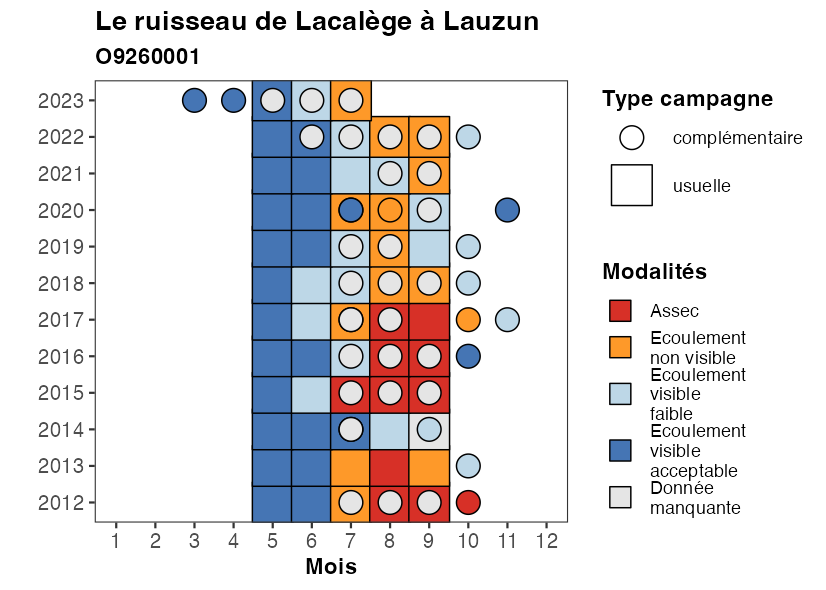 Le ruisseau de Lacalège à Lauzun
O9260001
2023
2022
2021
2020
2019
2018
2017
2016
2015
2014
2013
2012
1 2 3 4 5 6 7 8 9 10 11 12
Mois
Type campagne
complémentaire
usuelle
Modalités
Assec
Ecoulement
non visible
Ecoulement
visible
faible
Ecoulement
visible
acceptable
Donnée
manquante